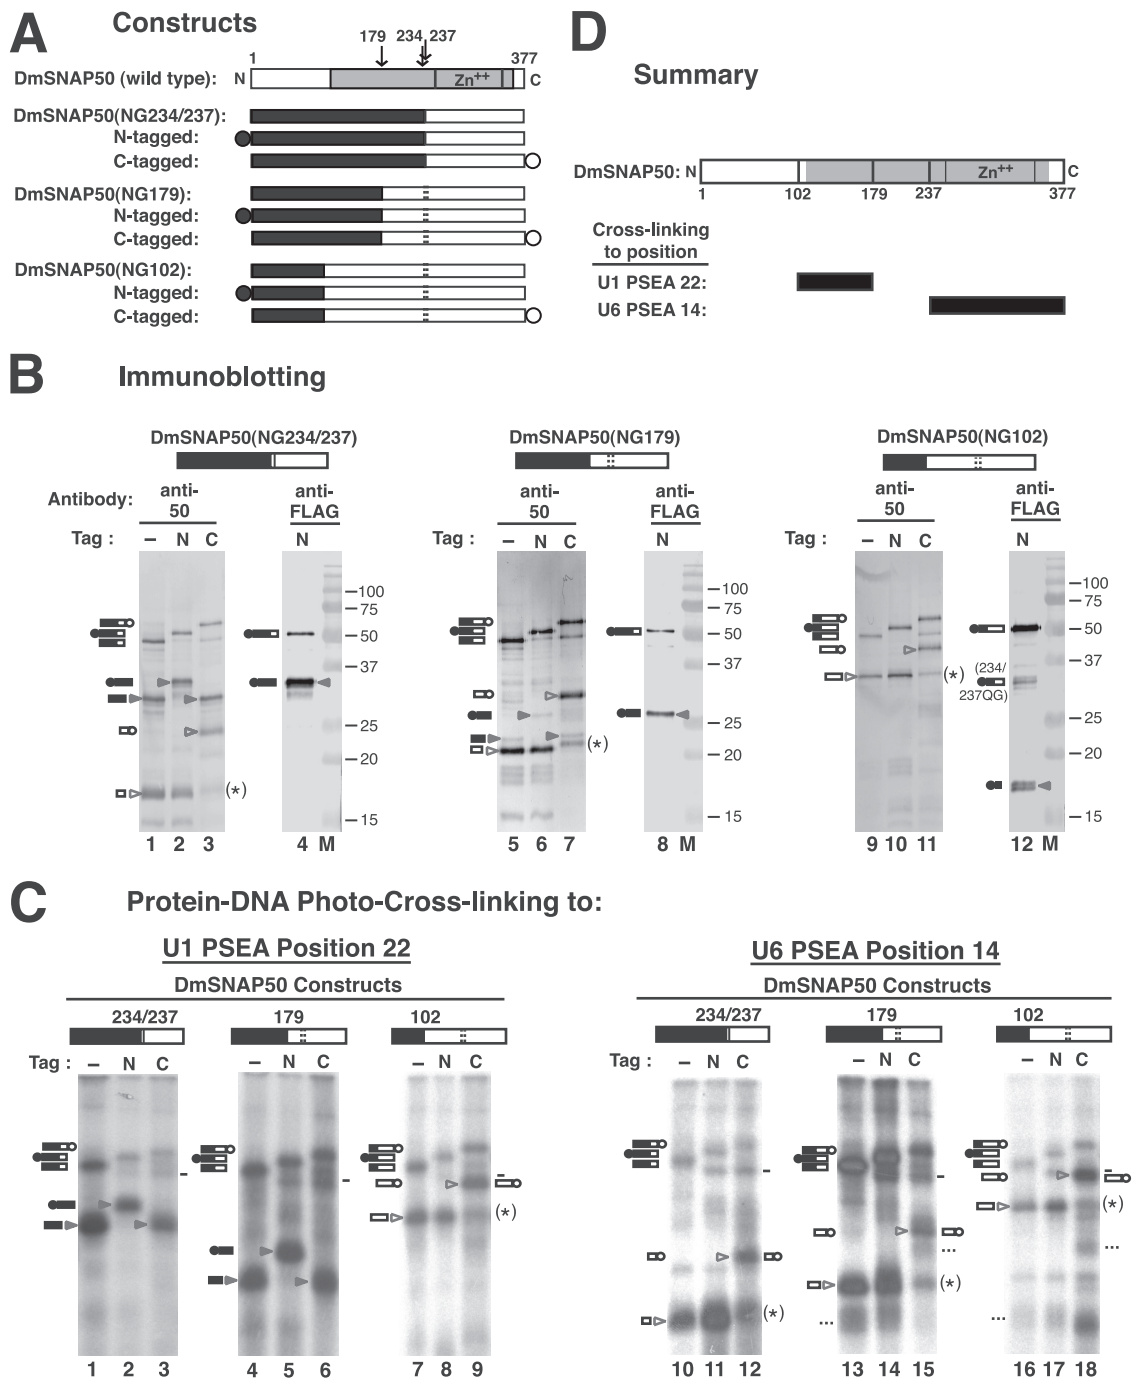 A Constructs
179 234 237
1 377
DmSNAP50 (wild type): N Zn++ C
DmSNAP50(NG234/237):
N-tagged:
C-tagged:
DmSNAP50(NG179):
N-tagged:
C-tagged:
DmSNAP50(NG102):
N-tagged:
C-tagged:
D Summary
DmSNAP50: N Zn++ C
1 102 179 237 377
Cross-linking
to position
U1 PSEA 22:
U6 PSEA 14:
B Immunoblotting
DmSNAP50(NG234/237) DmSNAP50(NG179) DmSNAP50(NG102)
Antibody: anti-50 anti-FLAG anti-50 anti-FLAG anti-50 anti-FLAG
Tag : – N C N Tag : – N C N Tag : – N C N
100
75
50
37
25
20
15
(*)
1 2 3 4 M
100
75
50
37
25
20
15
(*)
5 6 7 8 M
100
75
50
37
25
20
15
(*)
(234/
237QG)
9 10 11 12 M
C Protein-DNA Photo-Cross-linking to:
U1 PSEA Position 22
DmSNAP50 Constructs
234/237 179 102
Tag : – N C – N C – N C
(*)
1 2 3 4 5 6 7 8 9
U6 PSEA Position 14
DmSNAP50 Constructs
234/237 179 102
Tag : – N C – N C – N C
(*) (*) (*)
... ... ... ...
10 11 12 13 14 15 16 17 18